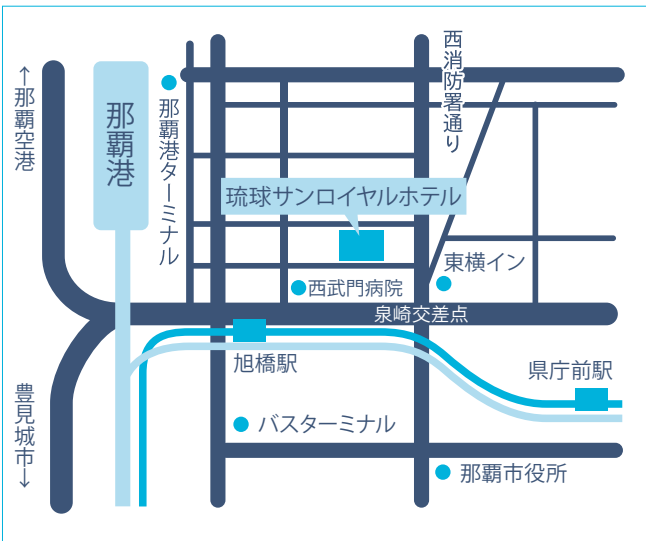 西消防署通り
↑那覇空港
那覇港
那覇港ターミナル
琉球サンロイヤルホテル
東横イン
西武門病院
泉崎交差点
旭橋駅
県庁前駅
豊見城市↓
バスターミナル
那覇市役所